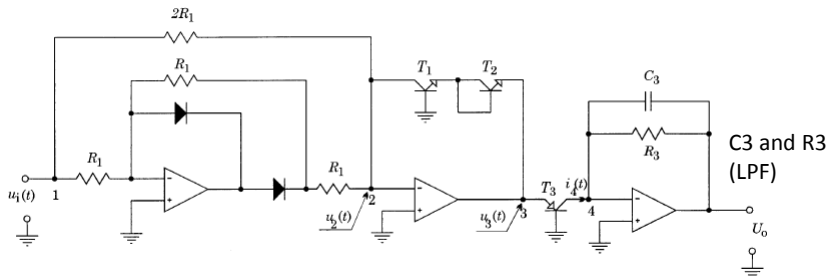 2R₁
R₁
T₁
T₂
C₃
R₃
C3 and R3
(LPF)
R₁
uᵢ(t)
1
−
+
R₁
u₂(t)
2
−
+
u₃(t)
3
T₃
i₄(t)
4
−
+
Uₒ